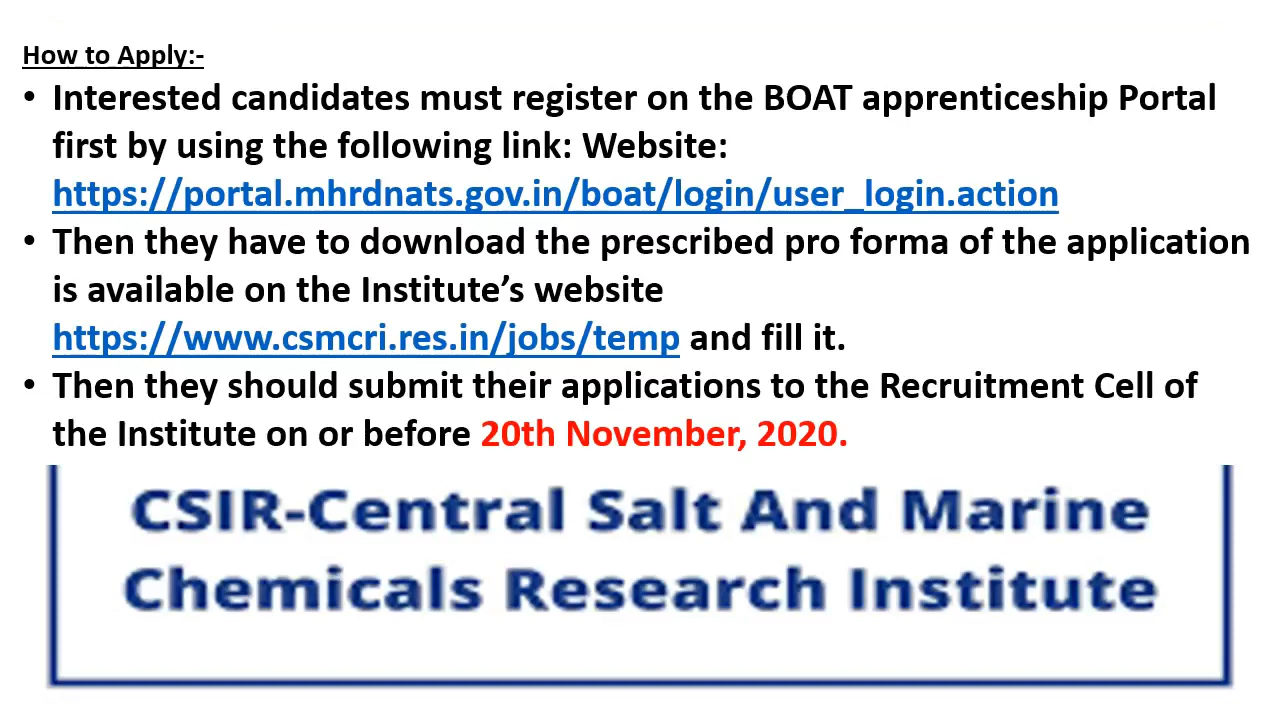 How to Apply:-
• Interested candidates must register on the BOAT apprenticeship Portal
first by using the following link: Website:
https://portal.mhrdnats.gov.in/boat/login/user_login.action
• Then they have to download the prescribed pro forma of the application
is available on the Institute’s website
https://www.csmcri.res.in/jobs/temp and fill it.
• Then they should submit their applications to the Recruitment Cell of
the Institute on or before 20th November, 2020.
CSIR-Central Salt And Marine
Chemicals Research Institute